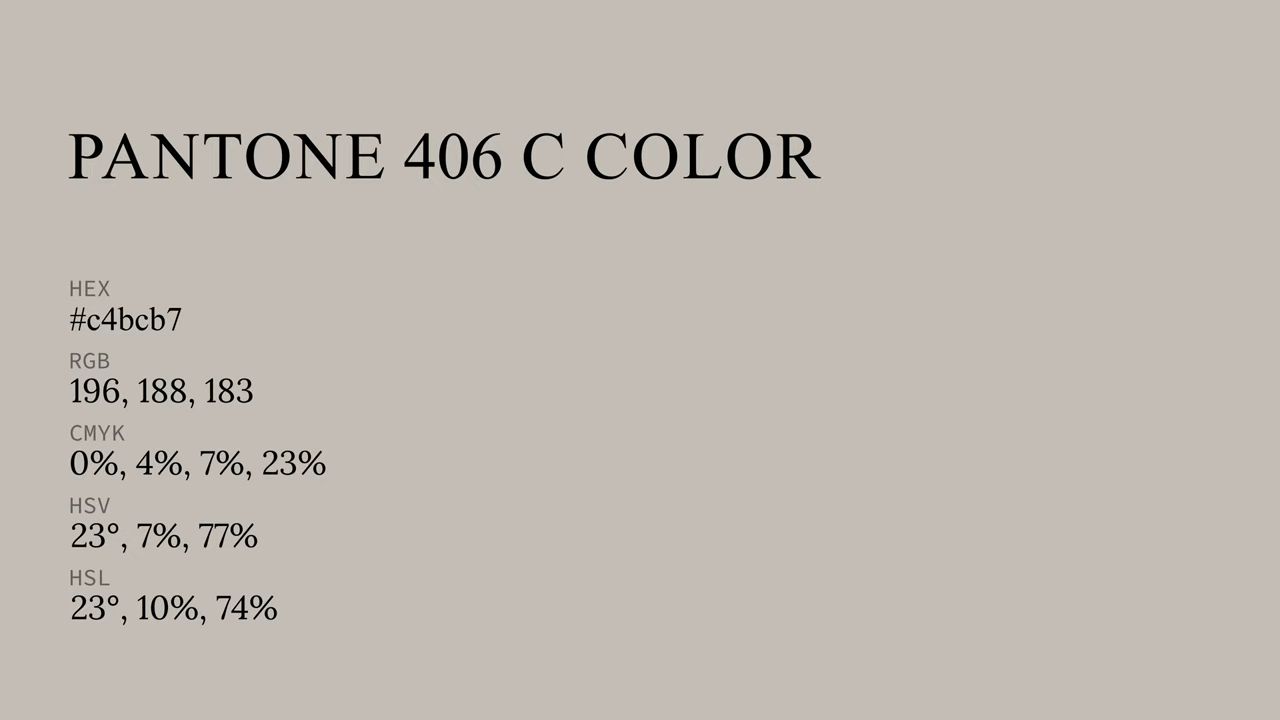 PANTONE 406 C COLOR
HEX
#c4bcb7
RGB
196, 188, 183
CMYK
0%, 4%, 7%, 23%
HSV
23°, 7%, 77%
HSL
23°, 10%, 74%